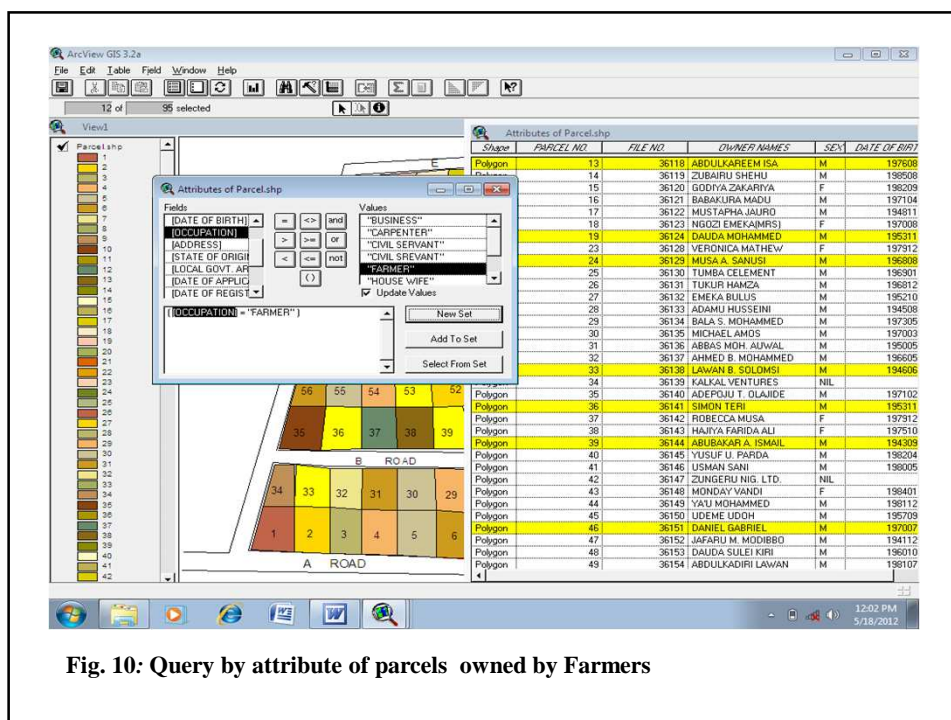 ArcView GIS 3.2a
File Edit Table Field Window Help
12 of 95 selected
View1
Parcel.shp
1
2
3
4
5
6
7
8
9
10
11
12
13
14
15
16
17
18
19
20
21
22
23
24
25
26
27
28
29
30
31
32
33
34
35
36
37
38
39
40
41
42
E
56 55 54 53 52
35 36 37 38 39
B ROAD
34 33 32 31 30 29
1 2 3 4 5 6
A ROAD
Attributes of Parcel.shp
Fields
Values
[DATE OF BIRTH]
[OCCUPATION]
[ADDRESS]
[STATE OF ORIGI
[LOCAL GOVT. AR
[DATE OF APPLIC
[DATE OF REGIST
= <> and
> >= or
< <= not
()
"BUSINESS"
"CARPENTER"
"CIVIL SERVANT"
"CIVIL SREVANT"
"FARMER"
"HOUSE WIFE"
Update Values
( [OCCUPATION] = "FARMER" )
New Set
Add To Set
Select From Set
Attributes of Parcel.shp
Shape PARCEL NO. FILE NO. OWNER NAMES SEX DATE OF BIRT
Polygon 13 36118 ABDULKAREEM ISA M 197608
14 36119 ZUBAIRU SHEHU M 198508
15 36120 GODIYA ZAKARIYA F 198209
16 36121 BABAKURA MADU M 197104
17 36122 MUSTAPHA JAURO M 194811
18 36123 NGOZI EMEKA(MRS) F 197008
19 36124 DAUDA MOHAMMED M 195311
23 36128 VERONICA MATHEW F 197912
24 36129 MUSA A. SANUSI M 196808
25 36130 TUMBA CELEMENT M 196901
26 36131 TUKUR HAMZA M 196812
27 36132 EMEKA BULUS M 195210
28 36133 ADAMU HUSSEINI M 194508
29 36134 BALA S. MOHAMMED M 197305
30 36135 MICHAEL AMOS M 197003
31 36136 ABBAS MOH. AUWAL M 195005
32 36137 AHMED B. MOHAMMED M 196605
33 36138 LAWAN B. SOLOMSI M 194606
Polygon 34 36139 KALKAL VENTURES NIL
Polygon 35 36140 ADEPOJU T. OLAJIDE M 197102
Polygon 36 36141 SIMON TERI M 195311
Polygon 37 36142 ROBECCA MUSA F 197912
Polygon 38 36143 HAJIYA FARIDA ALI F 197510
Polygon 39 36144 ABUBAKAR A. ISMAIL M 194309
Polygon 40 36145 YUSUF U. PARDA M 198204
Polygon 41 36146 USMAN SANI M 198005
Polygon 42 36147 ZUNGERU NIG. LTD. NIL
Polygon 43 36148 MONDAY VANDI F 198401
Polygon 44 36149 YA'U MOHAMMED M 198112
Polygon 45 36150 UDEME UDOH M 195709
Polygon 46 36151 DANIEL GABRIEL M 197007
Polygon 47 36152 JAFARU M. MODIBBO M 194112
Polygon 48 36153 DAUDA SULEI KIRI M 196010
Polygon 49 36154 ABDULKADIRI LAWAN M 198107
12:02 PM
5/18/2012
Fig. 10: Query by attribute of parcels owned by Farmers